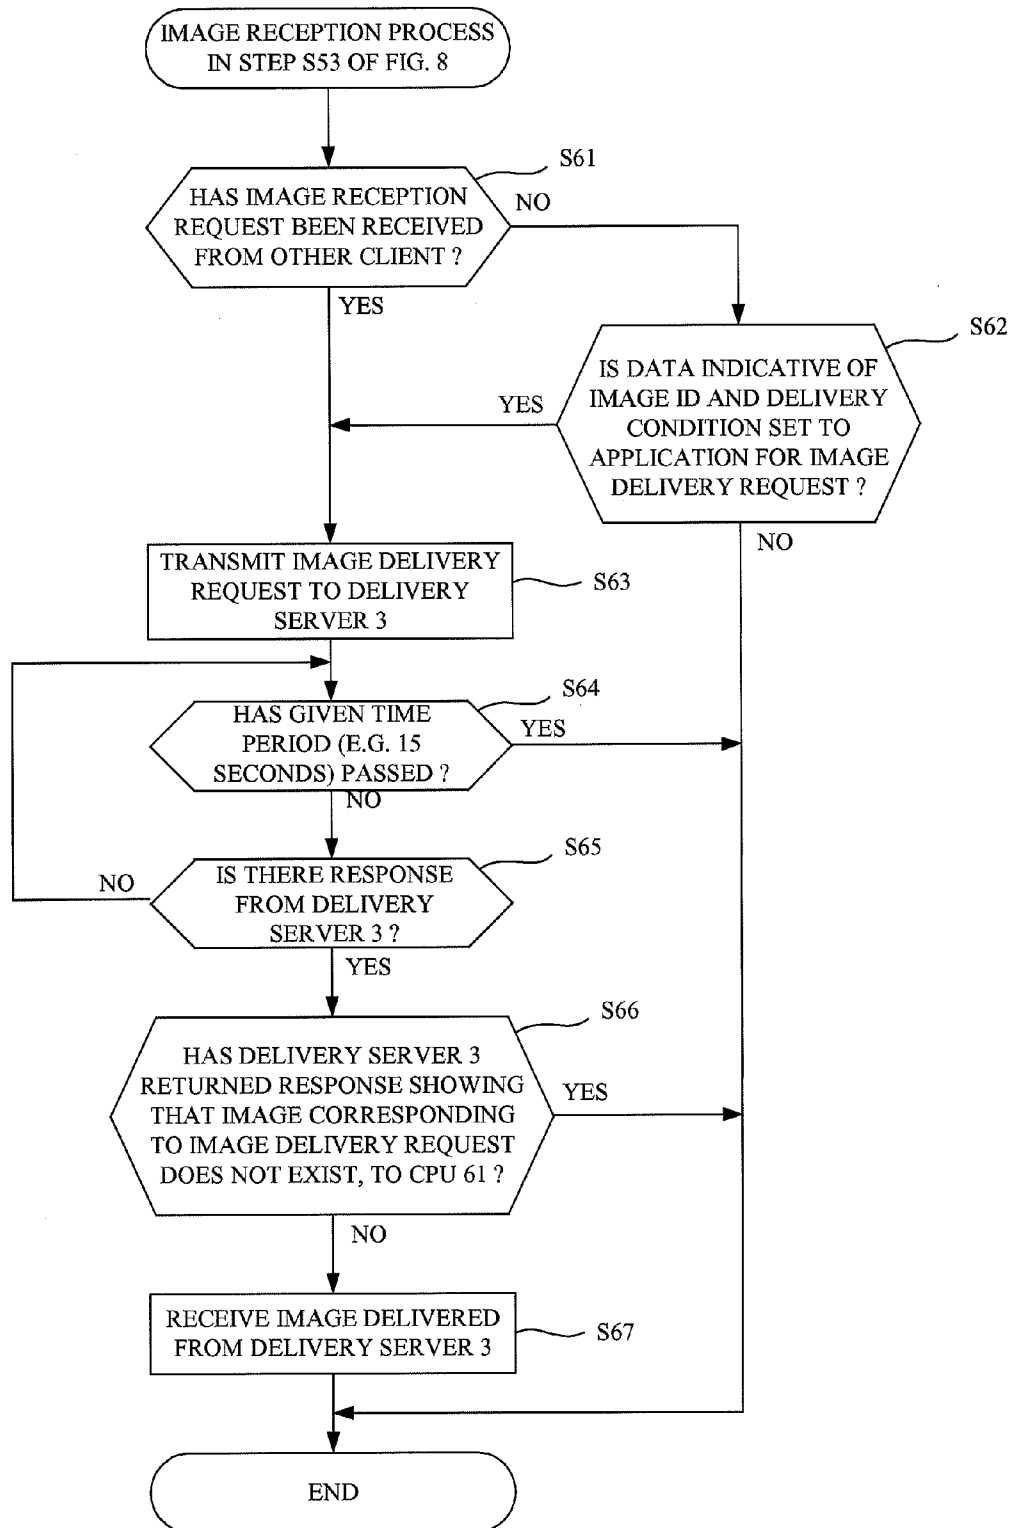 IMAGE RECEPTION PROCESS
IN STEP S53 OF FIG. 8
S61
HAS IMAGE RECEPTION
REQUEST BEEN RECEIVED
FROM OTHER CLIENT ?
NO
YES
S62
IS DATA INDICATIVE OF
IMAGE ID AND DELIVERY
CONDITION SET TO
APPLICATION FOR IMAGE
DELIVERY REQUEST ?
YES
NO
TRANSMIT IMAGE DELIVERY
REQUEST TO DELIVERY
SERVER 3
S63
S64
HAS GIVEN TIME
PERIOD (E.G. 15
SECONDS) PASSED ?
YES
NO
S65
IS THERE RESPONSE
FROM DELIVERY
SERVER 3 ?
NO
YES
S66
HAS DELIVERY SERVER 3
RETURNED RESPONSE SHOWING
THAT IMAGE CORRESPONDING
TO IMAGE DELIVERY REQUEST
DOES NOT EXIST, TO CPU 61 ?
YES
NO
RECEIVE IMAGE DELIVERED
FROM DELIVERY SERVER 3
S67
END